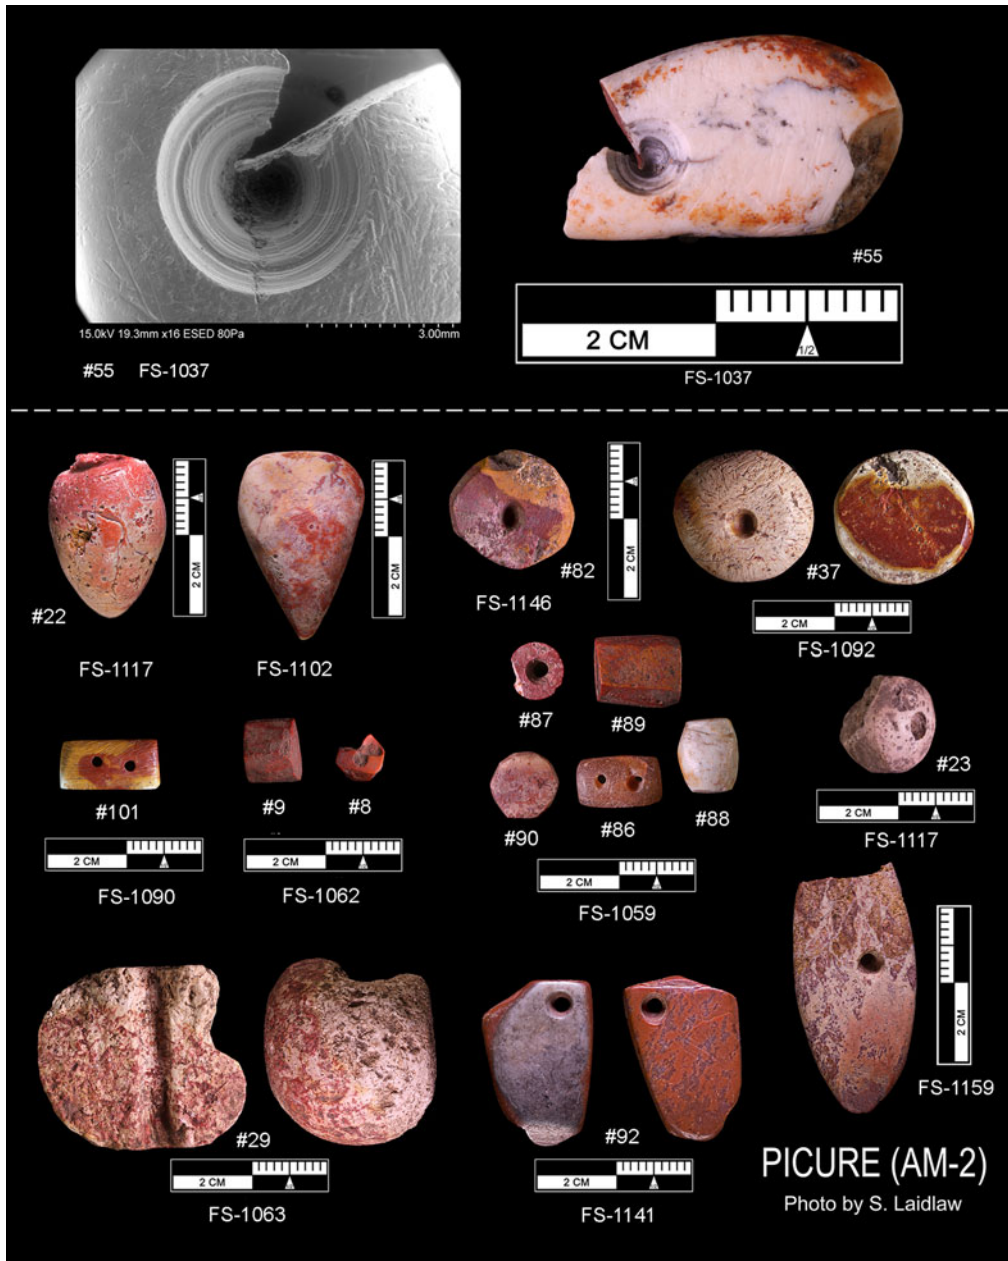 15.0kV 19.3mm x16 ESED 80Pa
3.00mm
#55 FS-1037
#55
2 CM
1/2
FS-1037
#22
2 CM
FS-1117
2 CM
FS-1102
#82
2 CM
FS-1146
#37
2 CM
FS-1092
#87
#89
#101
#9
#8
#90
#86
#88
#23
2 CM
FS-1090
2 CM
FS-1062
2 CM
FS-1059
2 CM
FS-1117
#29
2 CM
FS-1063
#92
2 CM
FS-1141
2 CM
FS-1159
PICURE (AM-2)
Photo by S. Laidlaw